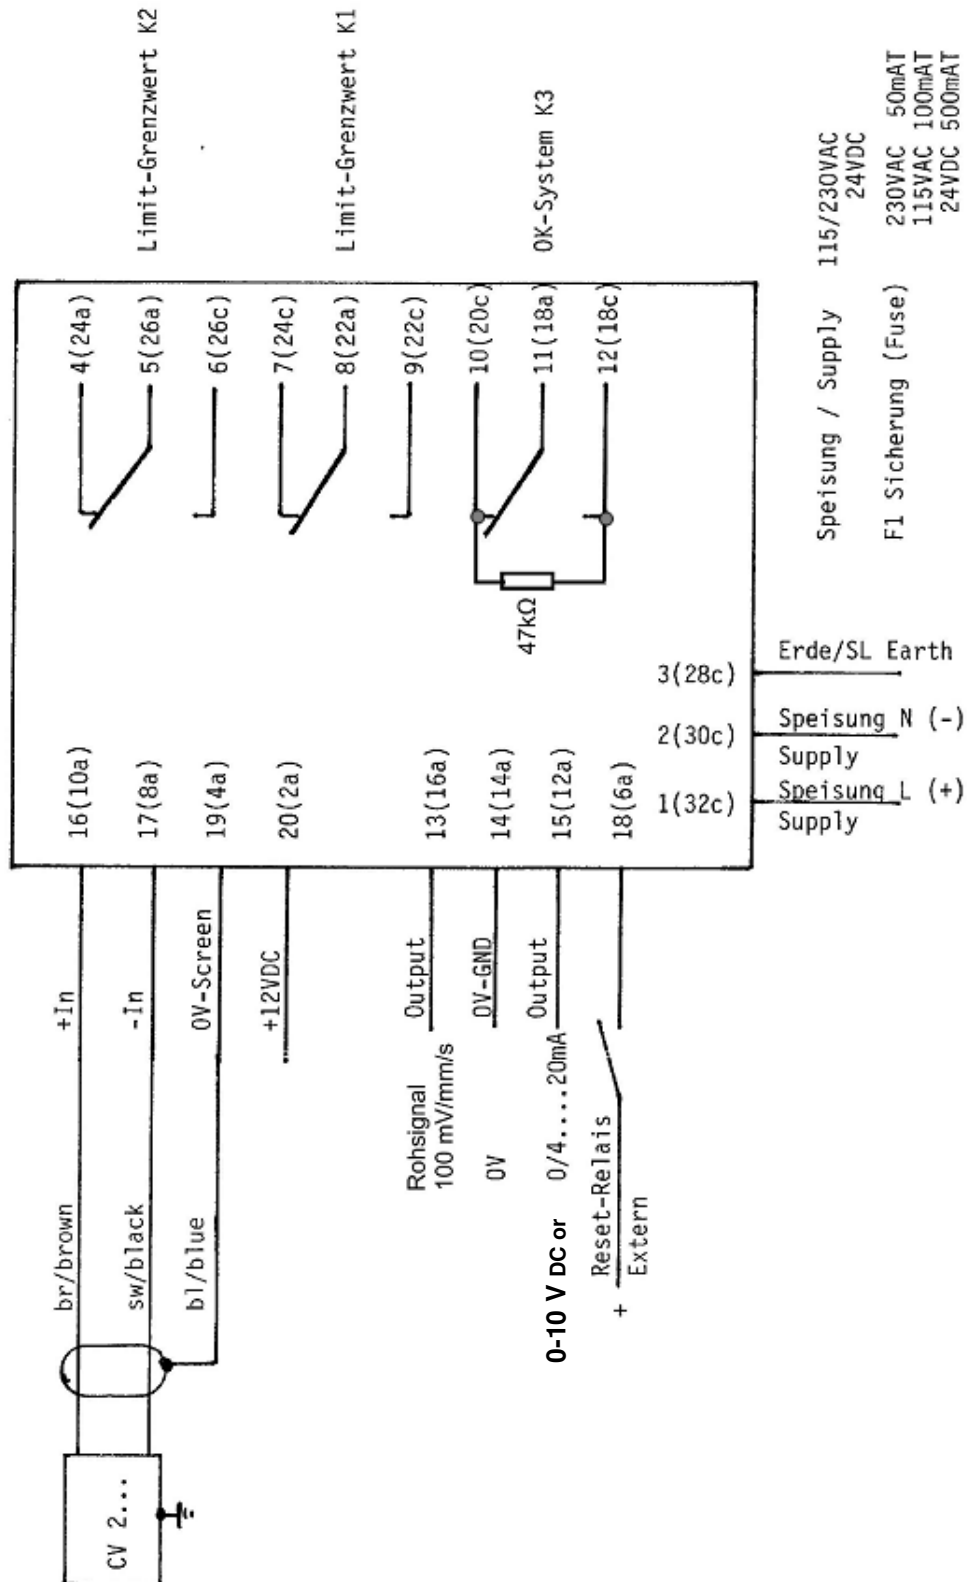 Limit-Grenzwert K2
Limit-Grenzwert K1
OK-System K3
4(24a)
5(26a)
6(26c)
7(24c)
8(22a)
9(22c)
10(20c)
11(18a)
12(18c)
47kΩ
Speisung / Supply 115/230VAC
24VDC
F1 Sicherung (Fuse) 230VAC 50mAT
115VAC 100mAT
24VDC 500mAT
3(28c)
Erde/SL Earth
2(30c)
Speisung N (-)
Supply
1(32c)
Speisung L (+)
Supply
16(10a)
17(8a)
19(4a)
20(2a)
13(16a)
14(14a)
15(12a)
18(6a)
+In
-In
0V-Screen
+12VDC
Output
0V-GND
Output
Rohsignal
100 mV/mm/s
0V
0-10 V DC or 0/4....20mA
Reset-Relais
+ Extern
br/brown
sw/black
bl/blue
CV 2...